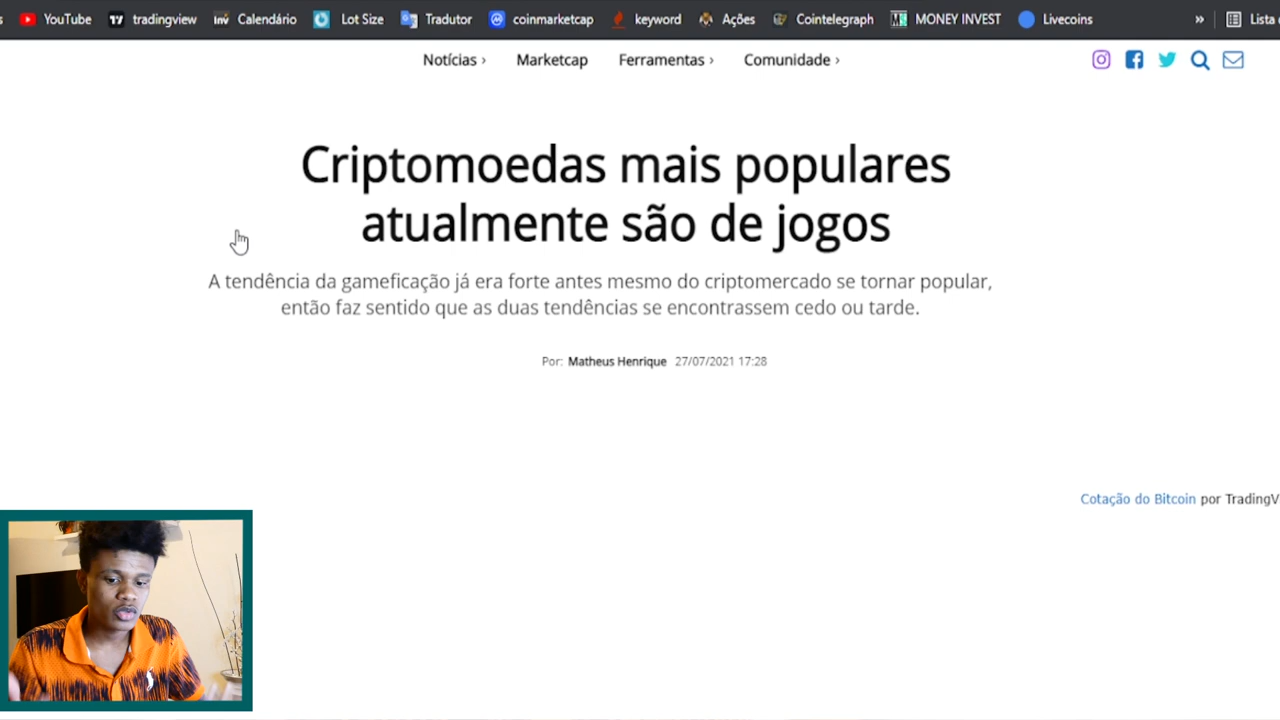 s YouTube tradingview inv Calendário Lot Size Tradutor coinmarketcap keyword Ações Cointelegraph MONEY INVEST Livecoins » Lista
Notícias › Marketcap Ferramentas › Comunidade ›
Criptomoedas mais populares
atualmente são de jogos
A tendência da gameficação já era forte antes mesmo do criptomercado se tornar popular,
então faz sentido que as duas tendências se encontrassem cedo ou tarde.
Por: Matheus Henrique 27/07/2021 17:28
Cotação do Bitcoin por TradingV